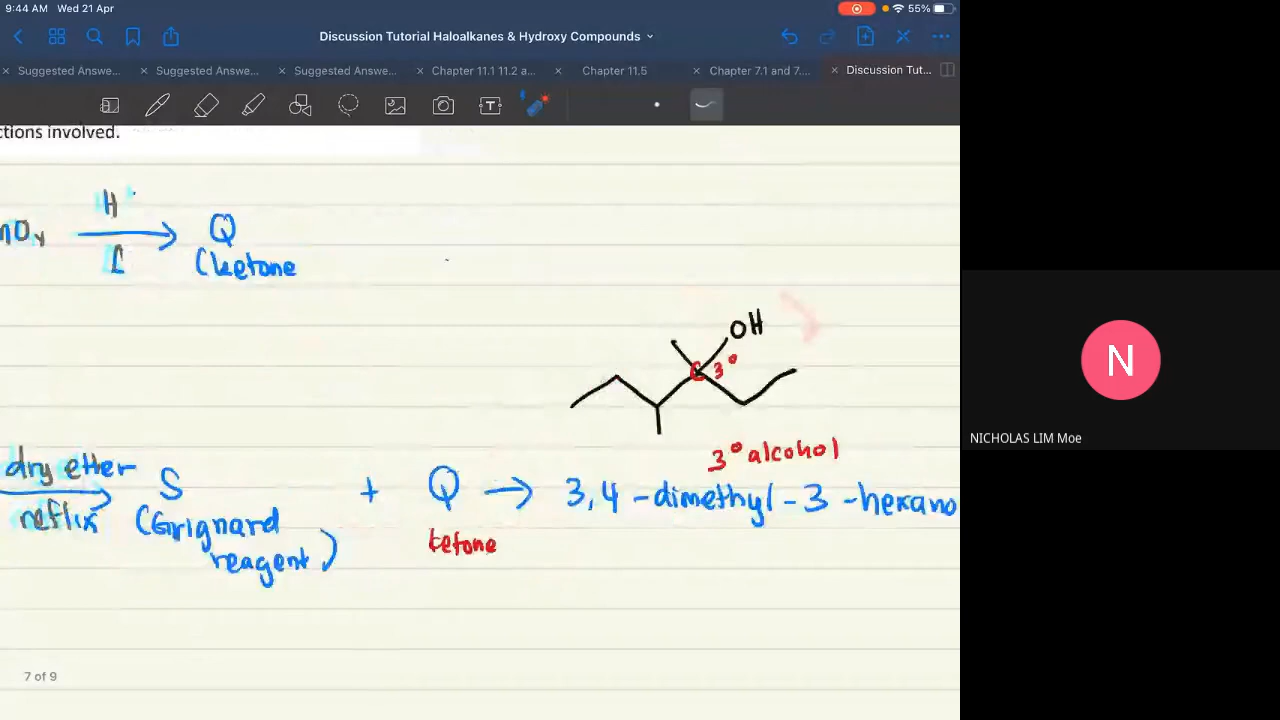 9:44 AM Wed 21 Apr
55%
Discussion Tutorial Haloalkanes & Hydroxy Compounds
Suggested Answe...
Suggested Answe...
Suggested Answe...
Chapter 11.1 11.2 a...
Chapter 11.5
Chapter 7.1 and 7....
Discussion Tut...
ctions involved.
H+
nO4 → Q
(ketone
OH
C 3°
3° alcohol
dry ether
reflix
S + Q → 3,4 - dimethyl - 3 - hexano
(Grignard reagent)
ketone
7 of 9
N
NICHOLAS LIM Moe